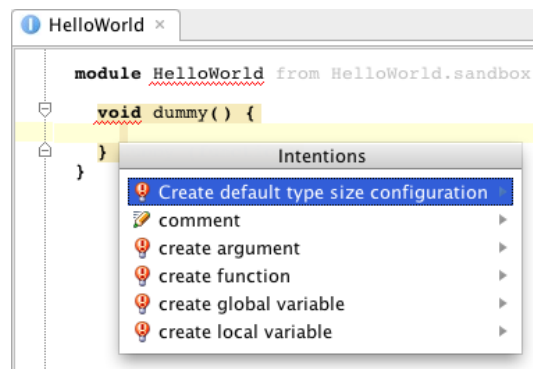 HelloWorld
module HelloWorld from HelloWorld.sandbox
void dummy() {
}
}
Intentions
Create default type size configuration
comment
create argument
create function
create global variable
create local variable